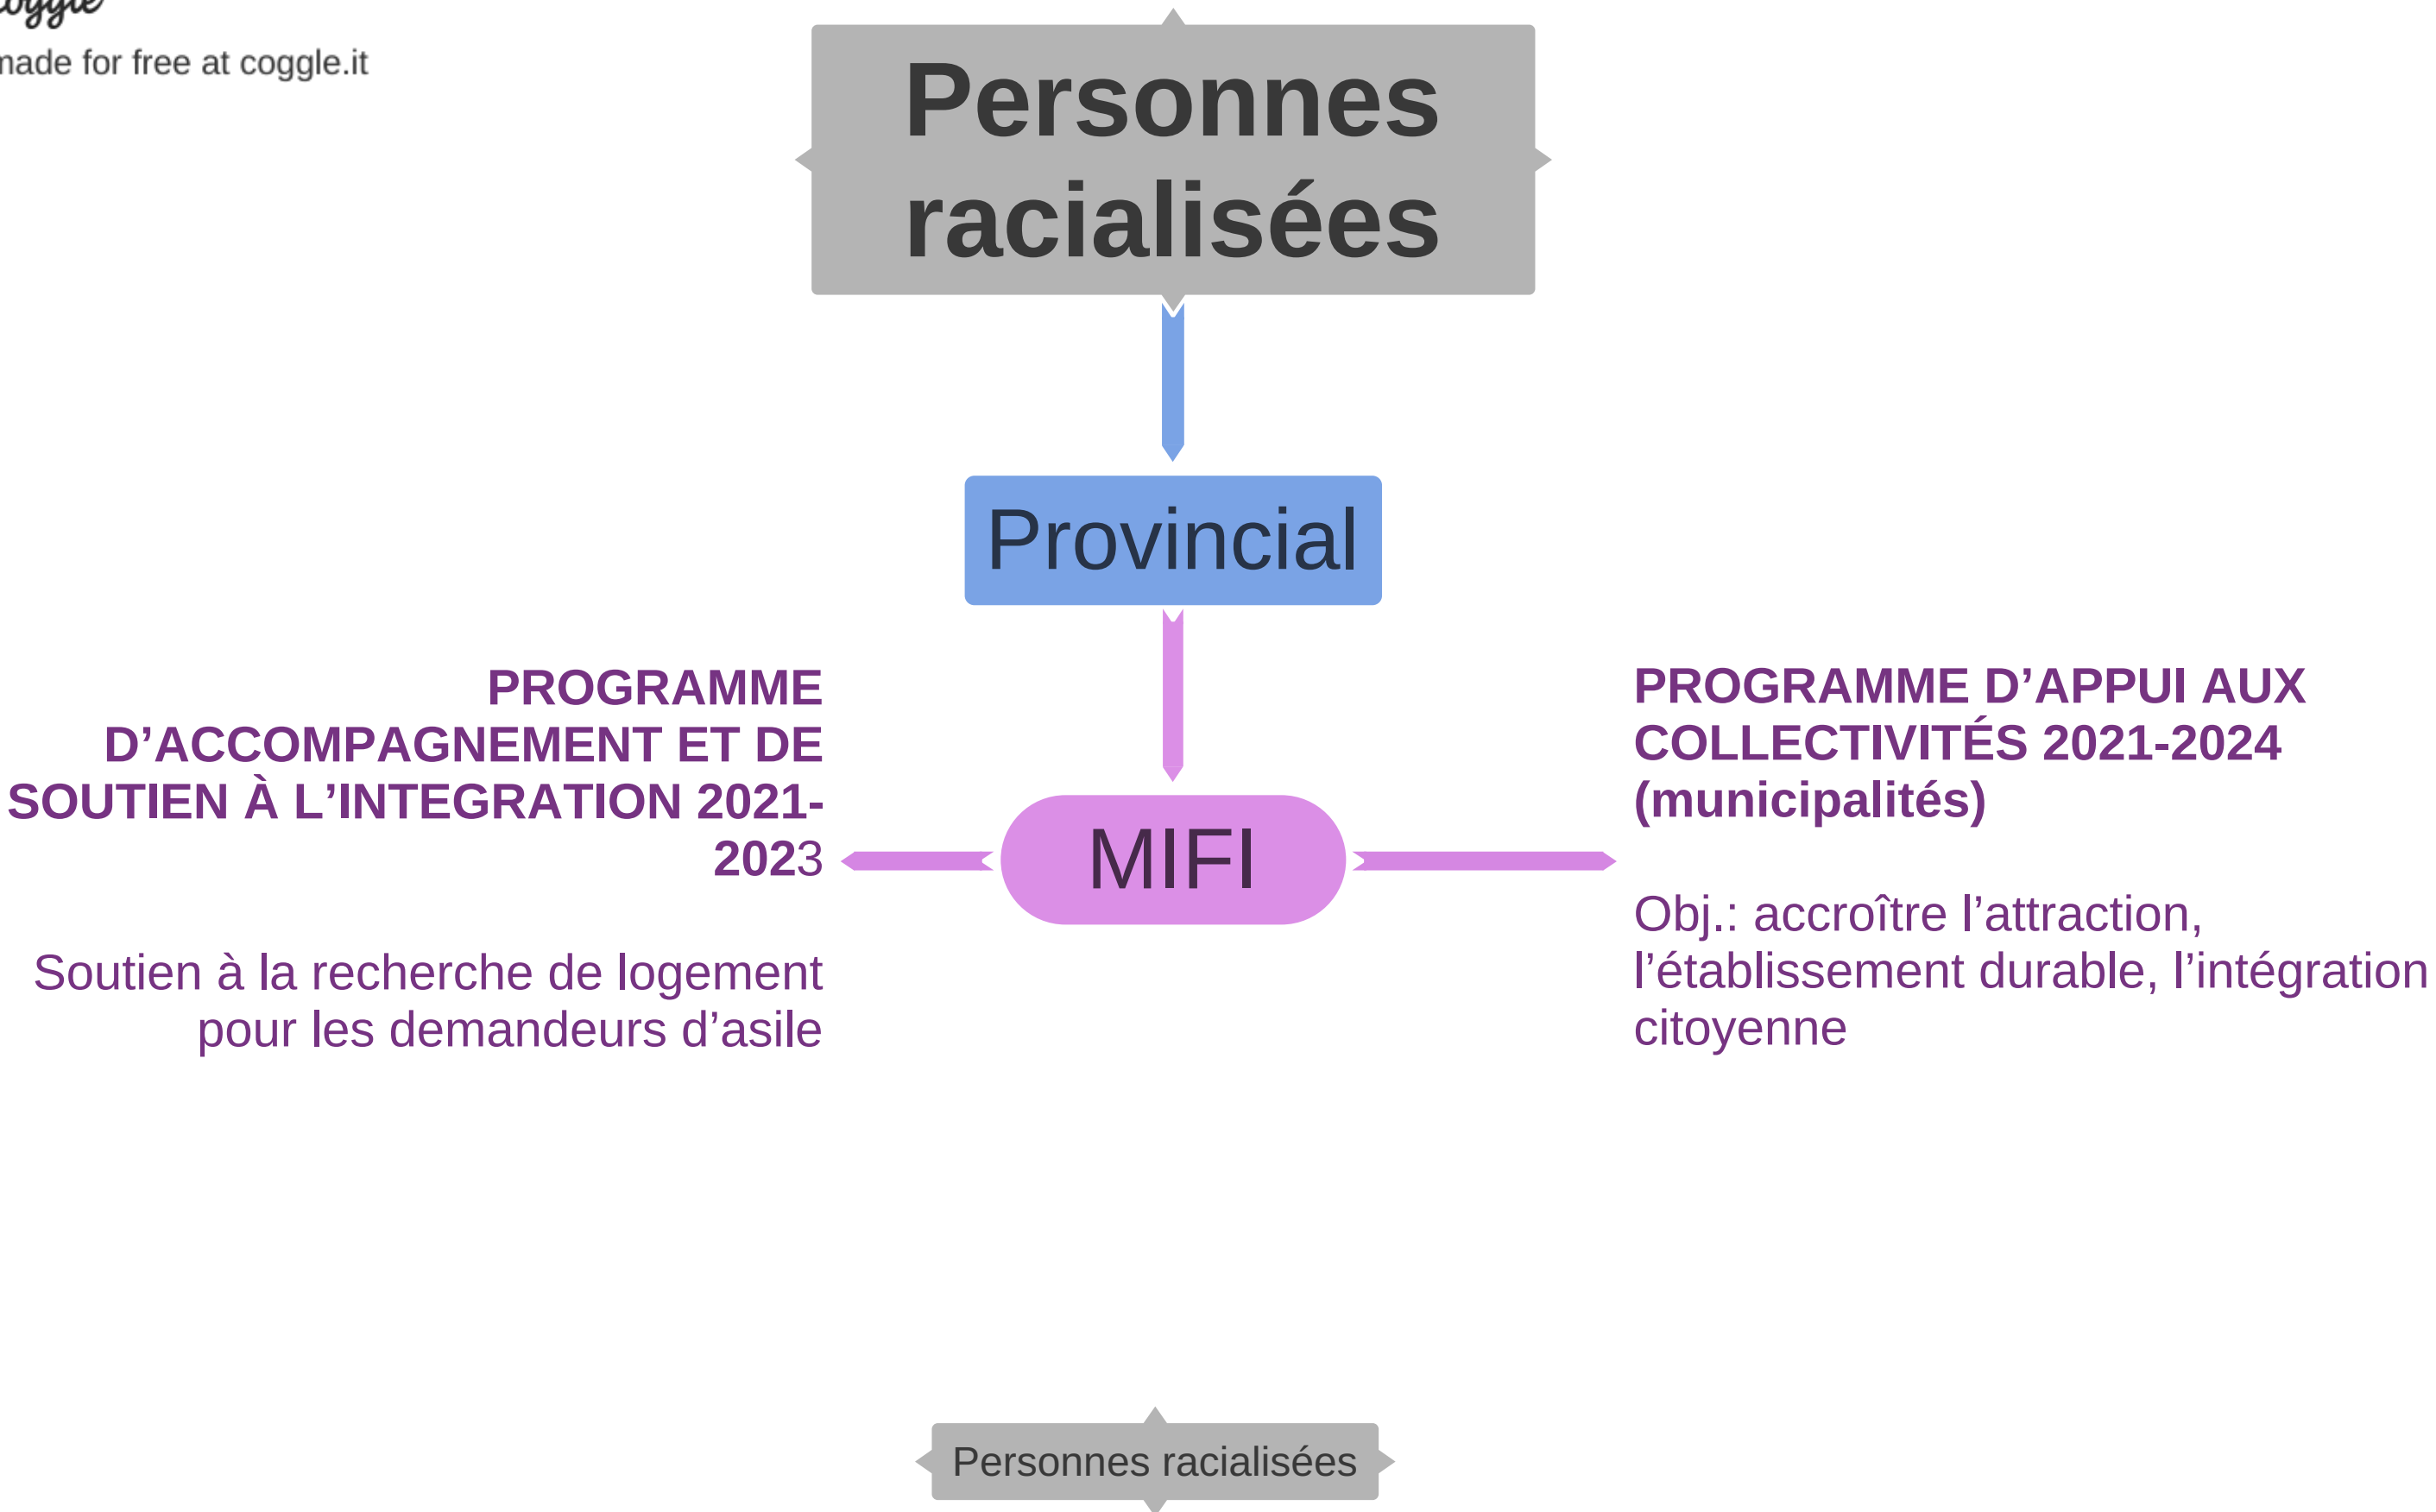 made for free at coggle.it
Personnes
racialisées
Provincial
MIFI
PROGRAMME
D’ACCOMPAGNEMENT ET DE
SOUTIEN À L’INTEGRATION 2021-
2023
Soutien à la recherche de logement
pour les demandeurs d’asile
PROGRAMME D’APPUI AUX
COLLECTIVITÉS 2021-2024
(municipalités)
Obj.: accroître l’attraction,
l’établissement durable, l’intégration
citoyenne
Personnes racialisées